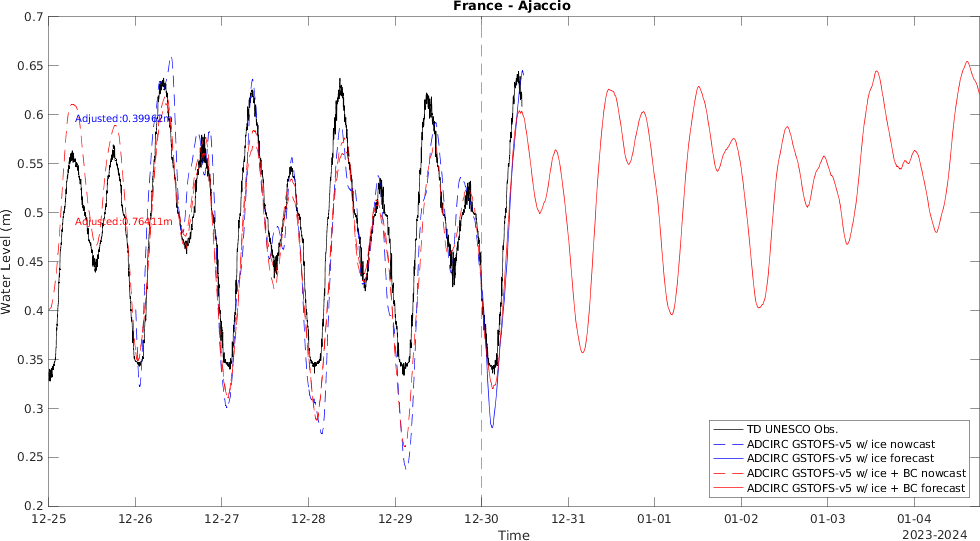 France - Ajaccio
0.7
0.65
0.6
0.55
0.5
0.45
0.4
0.35
0.3
0.25
0.2
Water Level (m)
Adjusted:0.39962m
Adjusted:0.76411m
TD UNESCO Obs.
ADCIRC GSTOFS-v5 w/ ice nowcast
ADCIRC GSTOFS-v5 w/ ice forecast
ADCIRC GSTOFS-v5 w/ ice + BC nowcast
ADCIRC GSTOFS-v5 w/ ice + BC forecast
12-25 12-26 12-27 12-28 12-29 12-30 12-31 01-01 01-02 01-03 01-04
Time
2023-2024